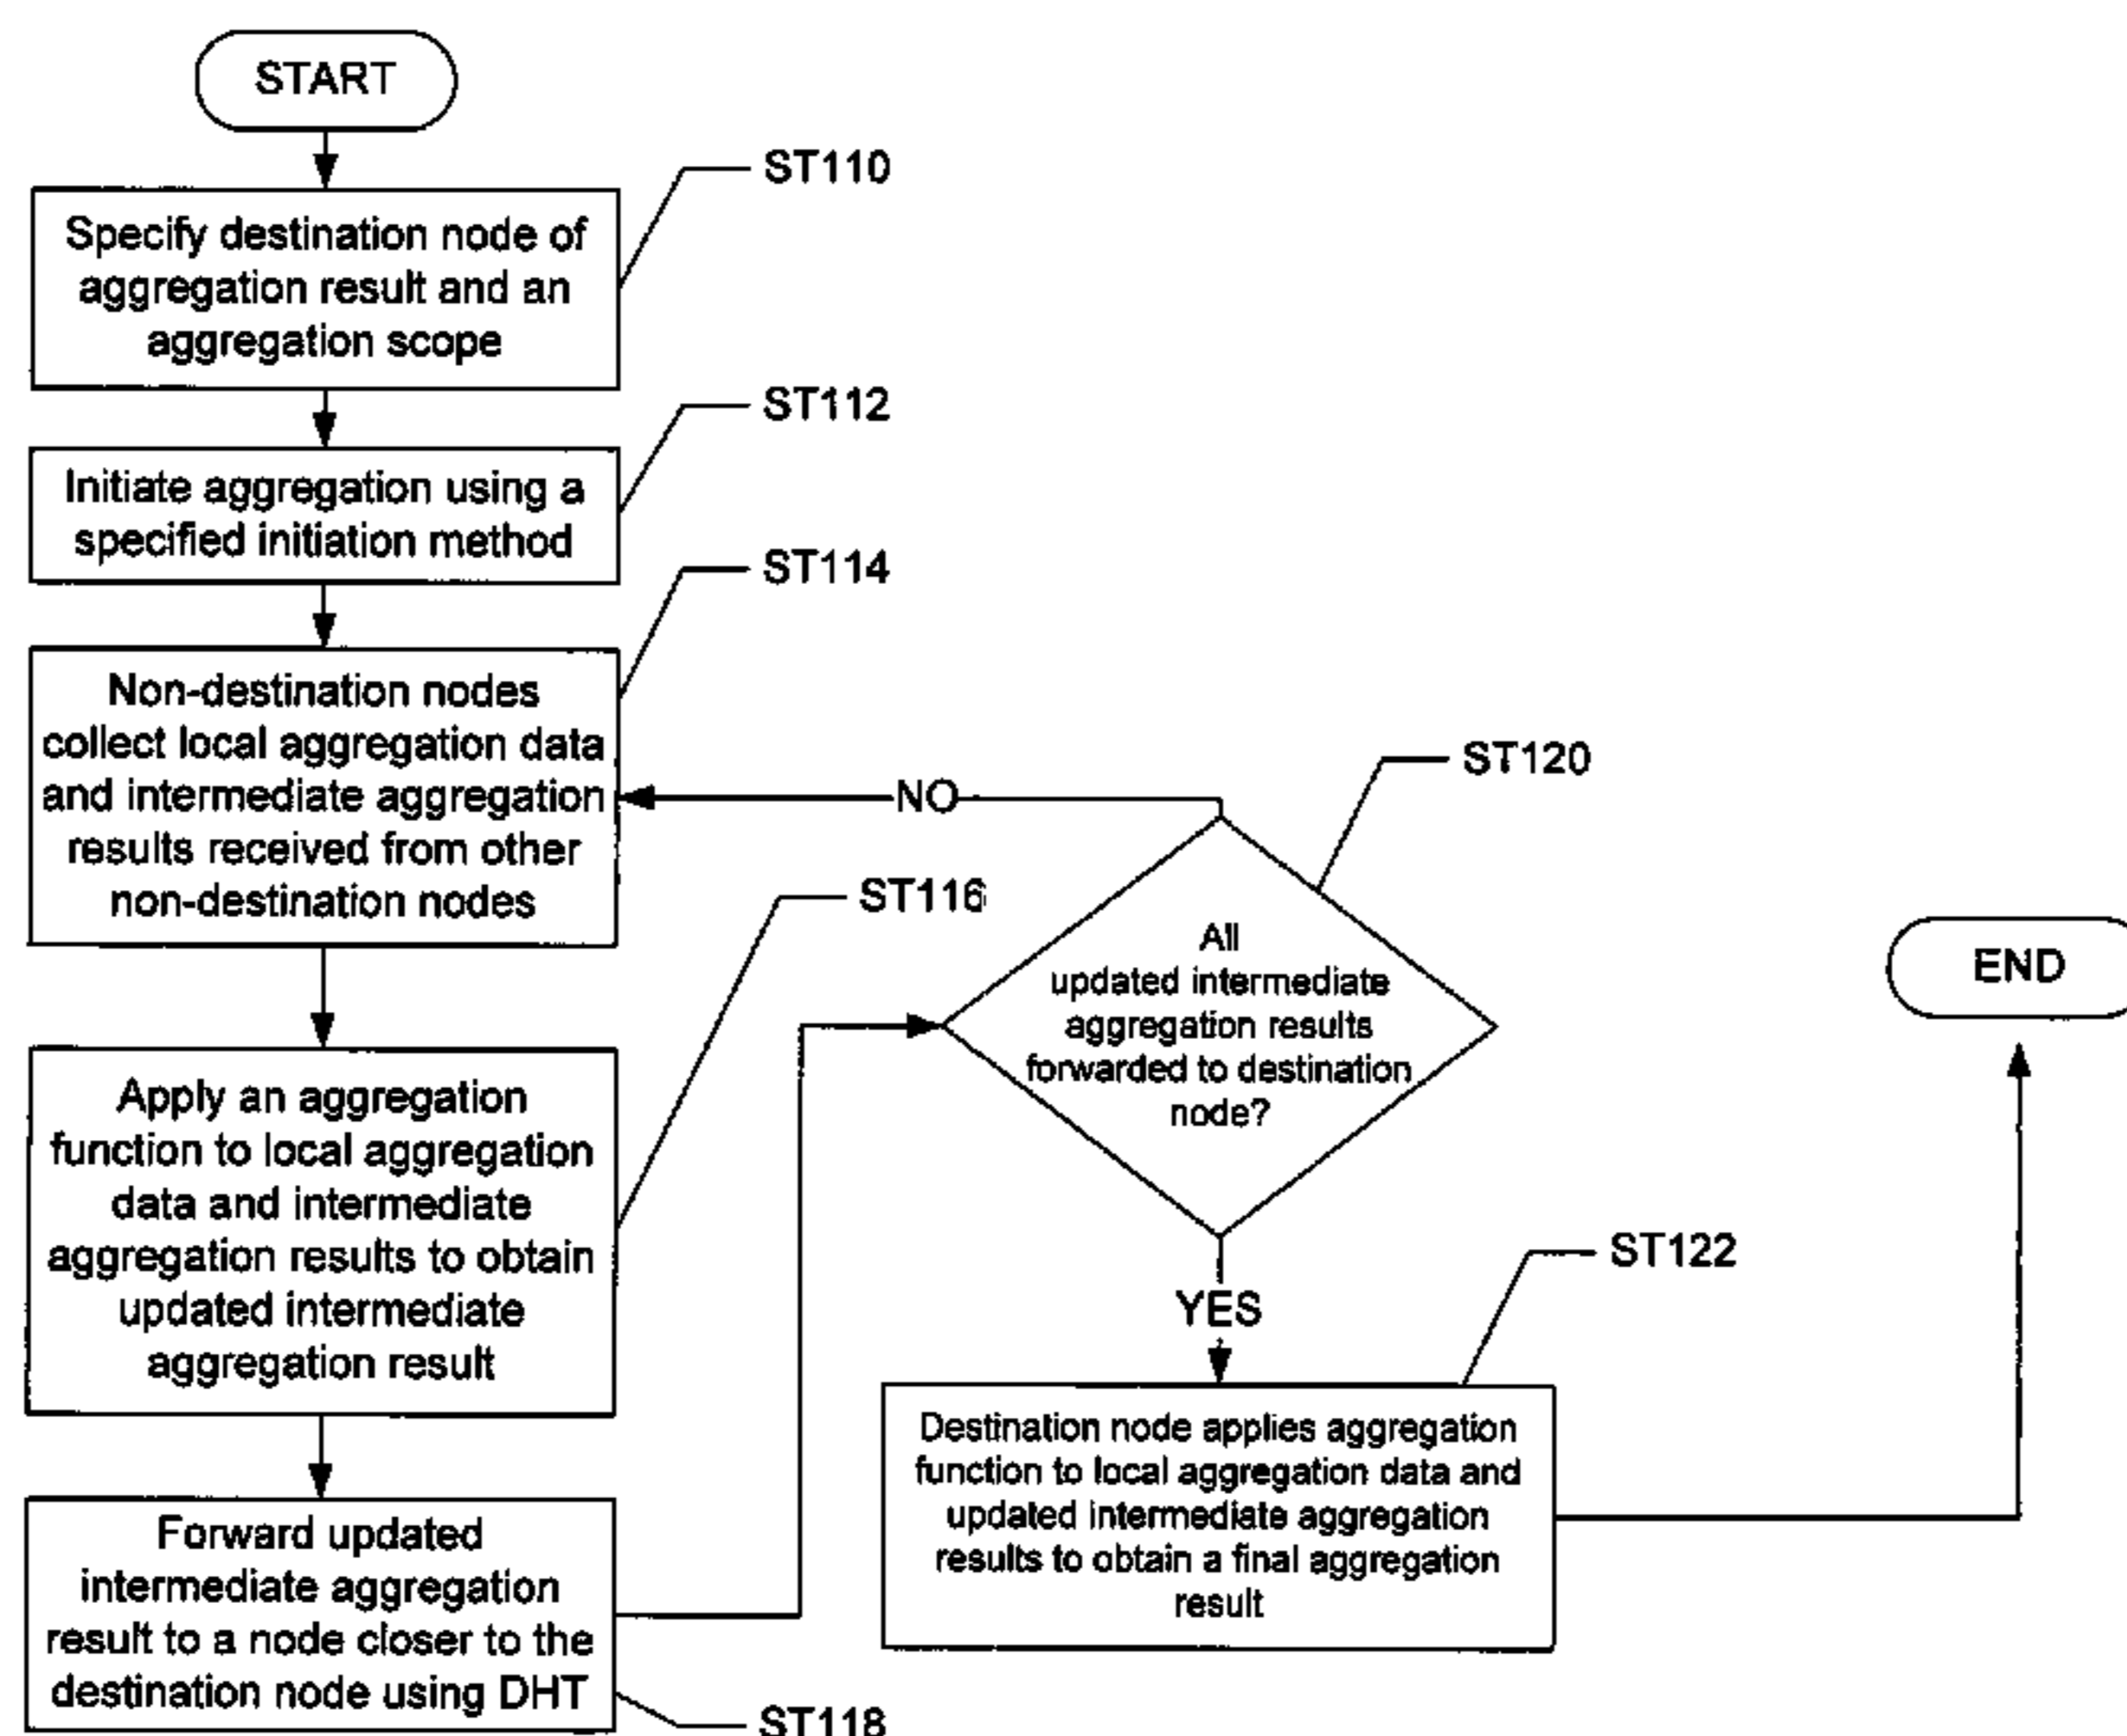 START
ST110
Specify destination node of
aggregation result and an
aggregation scope
ST112
Initiate aggregation using a
specified initiation method
ST114
Non-destination nodes
collect local aggregation data
and intermediate aggregation
results received from other
non-destination nodes
ST116
Apply an aggregation
function to local aggregation
data and intermediate
aggregation results to obtain
updated intermediate
aggregation result
Forward updated
intermediate aggregation
result to a node closer to the
destination node using DHT
ST118
NO
ST120
All
updated intermediate
aggregation results
forwarded to destination
node?
YES
ST122
Destination node applies aggregation
function to local aggregation data and
updated intermediate aggregation
results to obtain a final aggregation
result
END